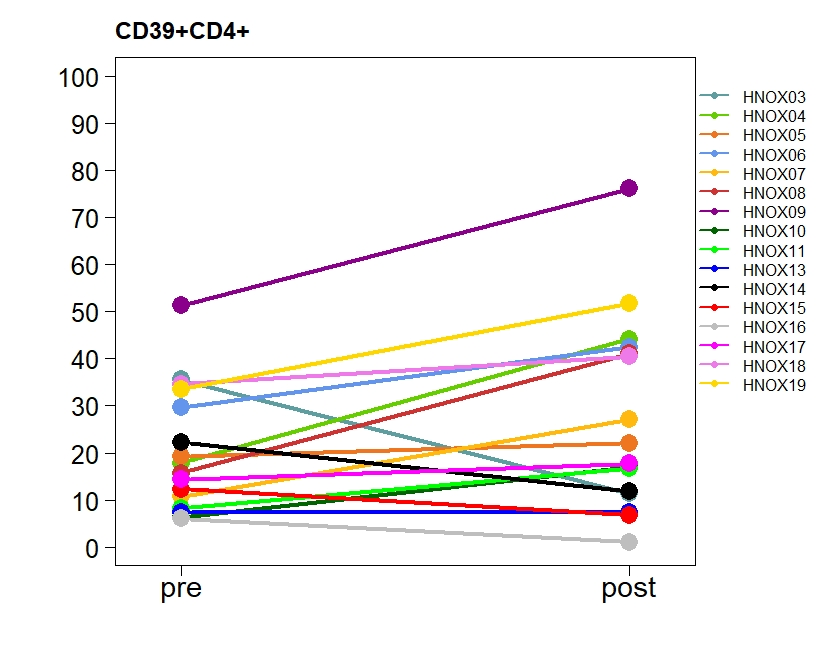 CD39+CD4+
100
90
80
70
60
50
40
30
20
10
0
pre post
HNOX03
HNOX04
HNOX05
HNOX06
HNOX07
HNOX08
HNOX09
HNOX10
HNOX11
HNOX13
HNOX14
HNOX15
HNOX16
HNOX17
HNOX18
HNOX19